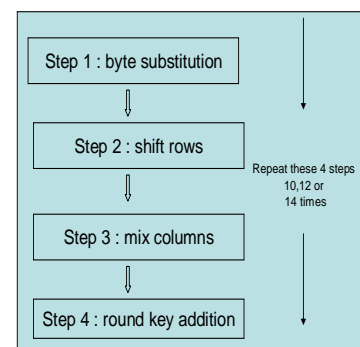 Step 1 : byte substitution
Step 2 : shift rows
Repeat these 4 steps
10,12 or
14 times
Step 3 : mix columns
Step 4 : round key addition